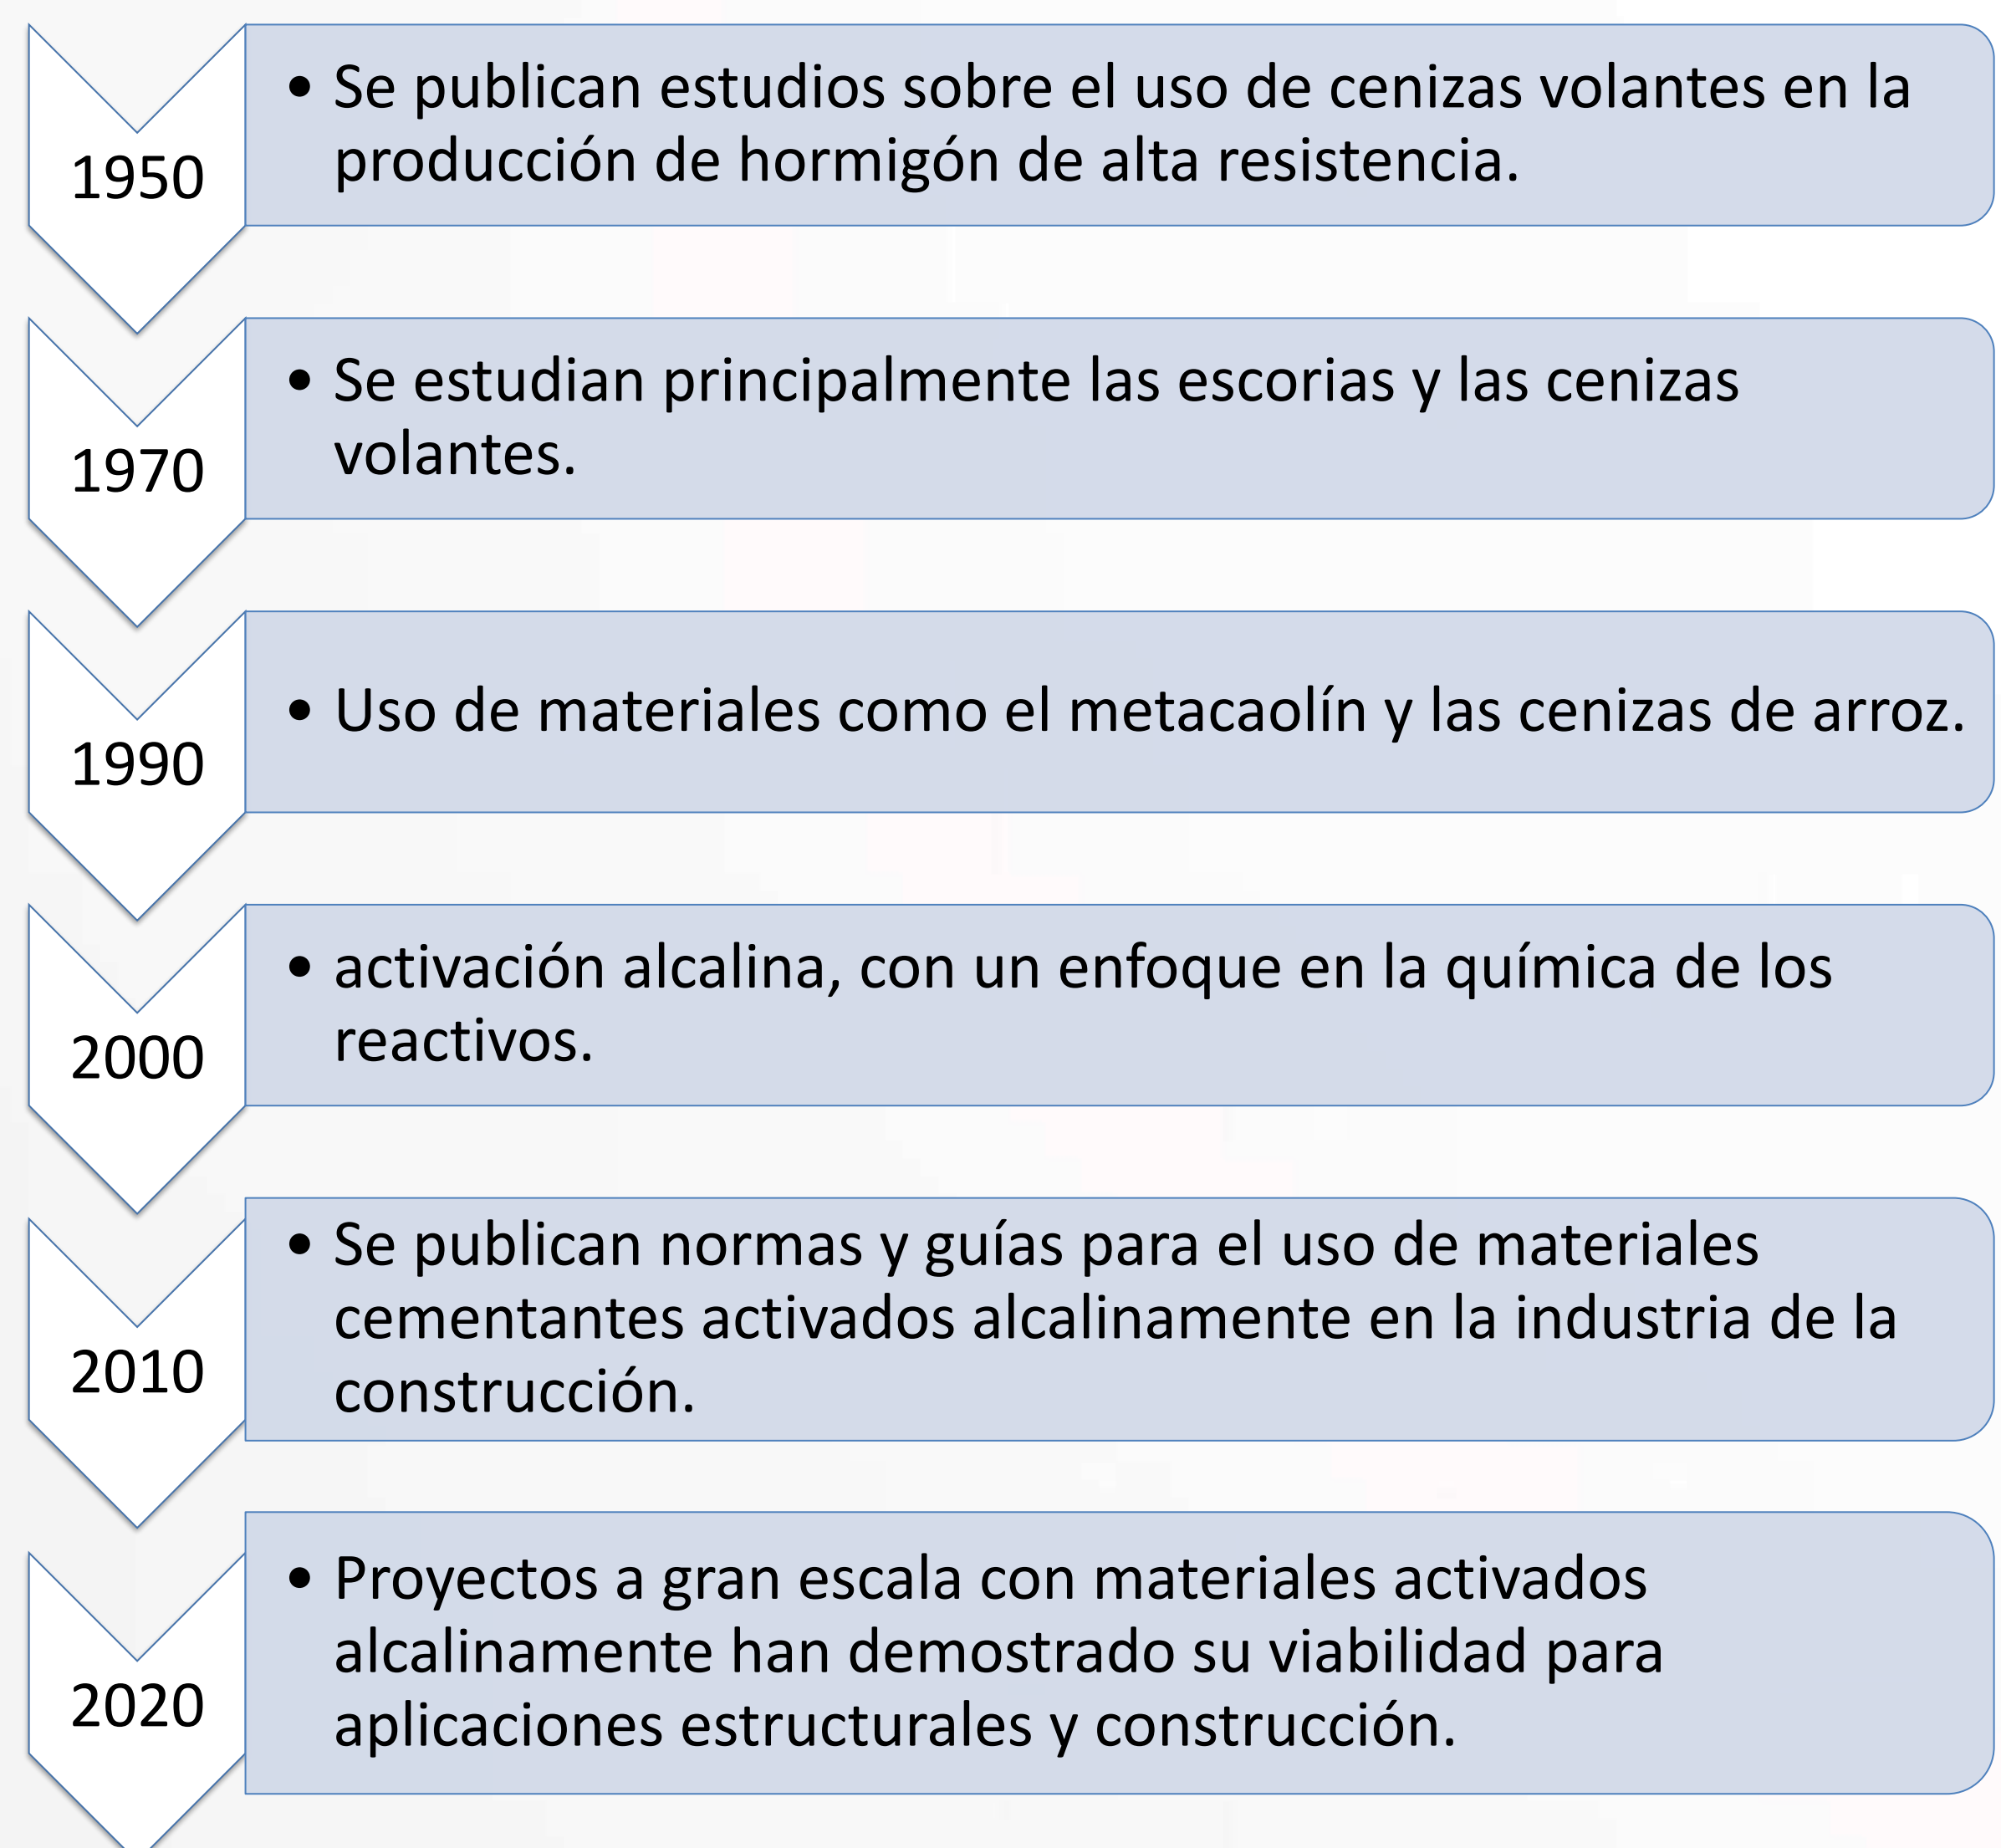 1950
• Se publican estudios sobre el uso de cenizas volantes en la
producción de hormigón de alta resistencia.
1970
• Se estudian principalmente las escorias y las cenizas
volantes.
1990
• Uso de materiales como el metacaolín y las cenizas de arroz.
2000
• activación alcalina, con un enfoque en la química de los
reactivos.
2010
• Se publican normas y guías para el uso de materiales
cementantes activados alcalinamente en la industria de la
construcción.
2020
• Proyectos a gran escala con materiales activados
alcalinamente han demostrado su viabilidad para
aplicaciones estructurales y construcción.